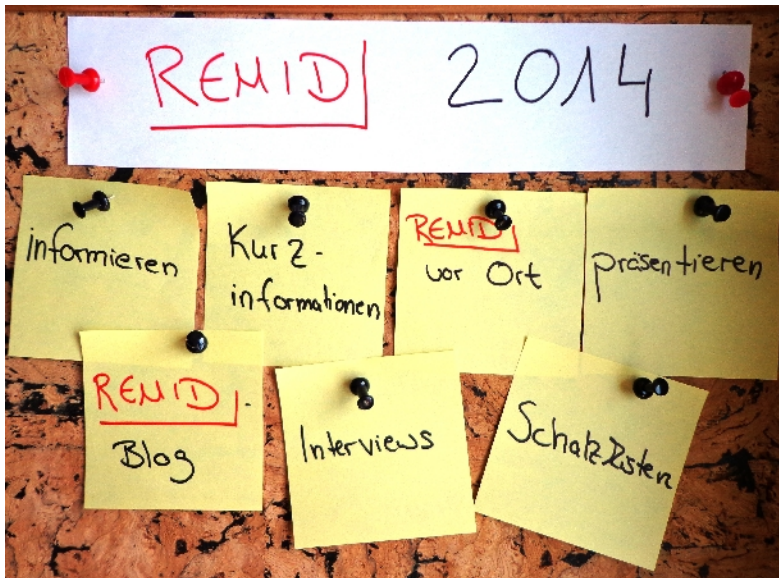 REMID 2014
informieren
Kurz-
informationen
REMID
vor Ort
präsentieren
REMID-
Blog
Interviews
Schatzkisten